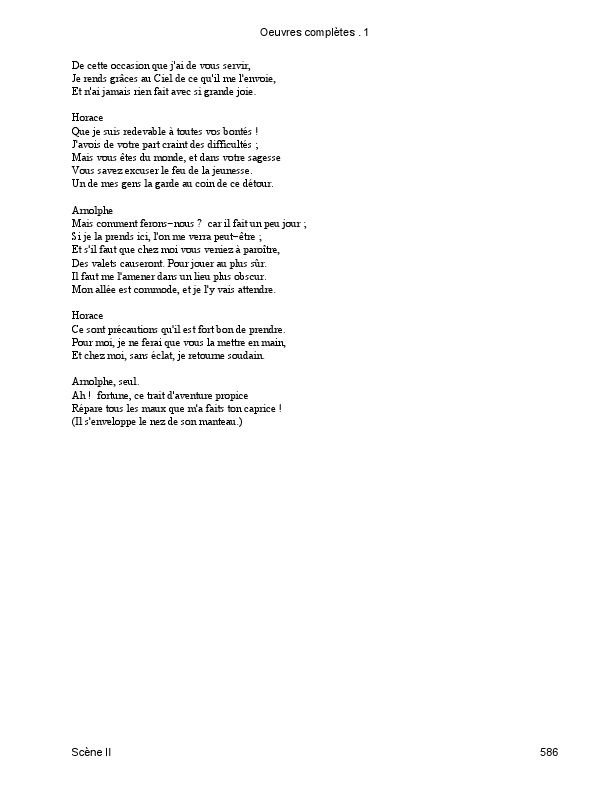 Oeuvres complètes . 1
De cette occasion que j'ai de vous servir,
Je rends grâces au Ciel de ce qu'il me l'envoie,
Et n'ai jamais rien fait avec si grande joie.
Horace
Que je suis redevable à toutes vos bontés !
J'avois de votre part craint des difficultés ;
Mais vous êtes du monde, et dans votre sagesse
Vous savez excuser le feu de la jeunesse.
Un de mes gens la garde au coin de ce détour.
Arnolphe
Mais comment ferons−nous ?  car il fait un peu jour ;
Si je la prends ici, l'on me verra peut−être ;
Et s'il faut que chez moi vous veniez à paroître,
Des valets causeront. Pour jouer au plus sûr.
Il faut me l'amener dans un lieu plus obscur.
Mon allée est commode, et je l'y vais attendre.
Horace
Ce sont précautions qu'il est fort bon de prendre.
Pour moi, je ne ferai que vous la mettre en main,
Et chez moi, sans éclat, je retourne soudain.
Arnolphe, seul.
Ah !  fortune, ce trait d'aventure propice
Répare tous les maux que m'a faits ton caprice !
(Il s'enveloppe le nez de son manteau.)
Scène II
586